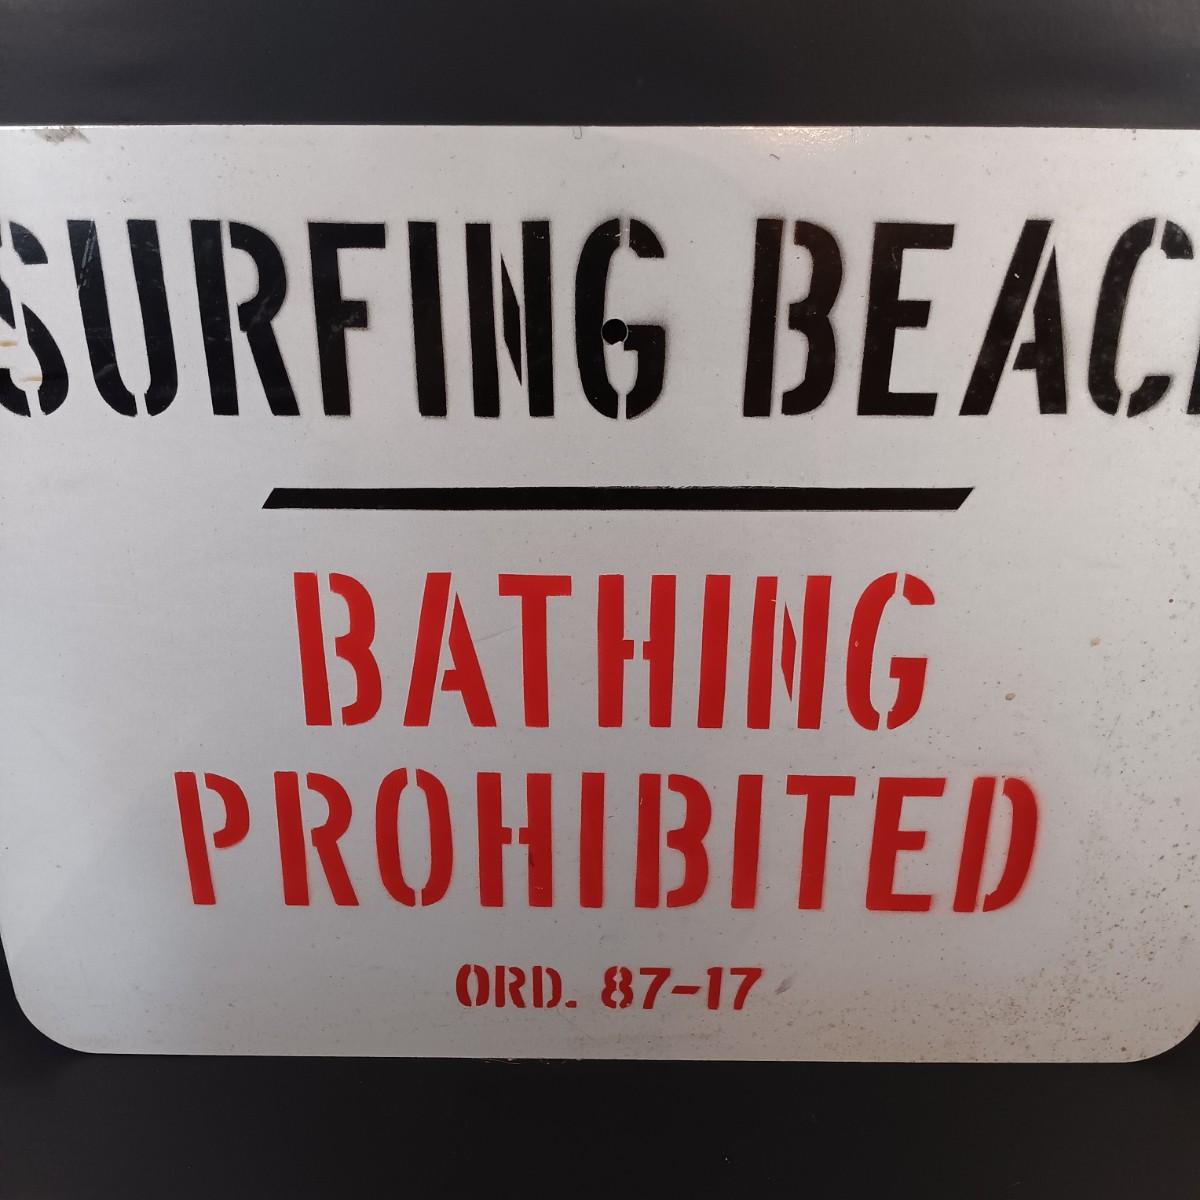 SURFING BEACH
BATHING
PROHIBITED
ORD. 87-17